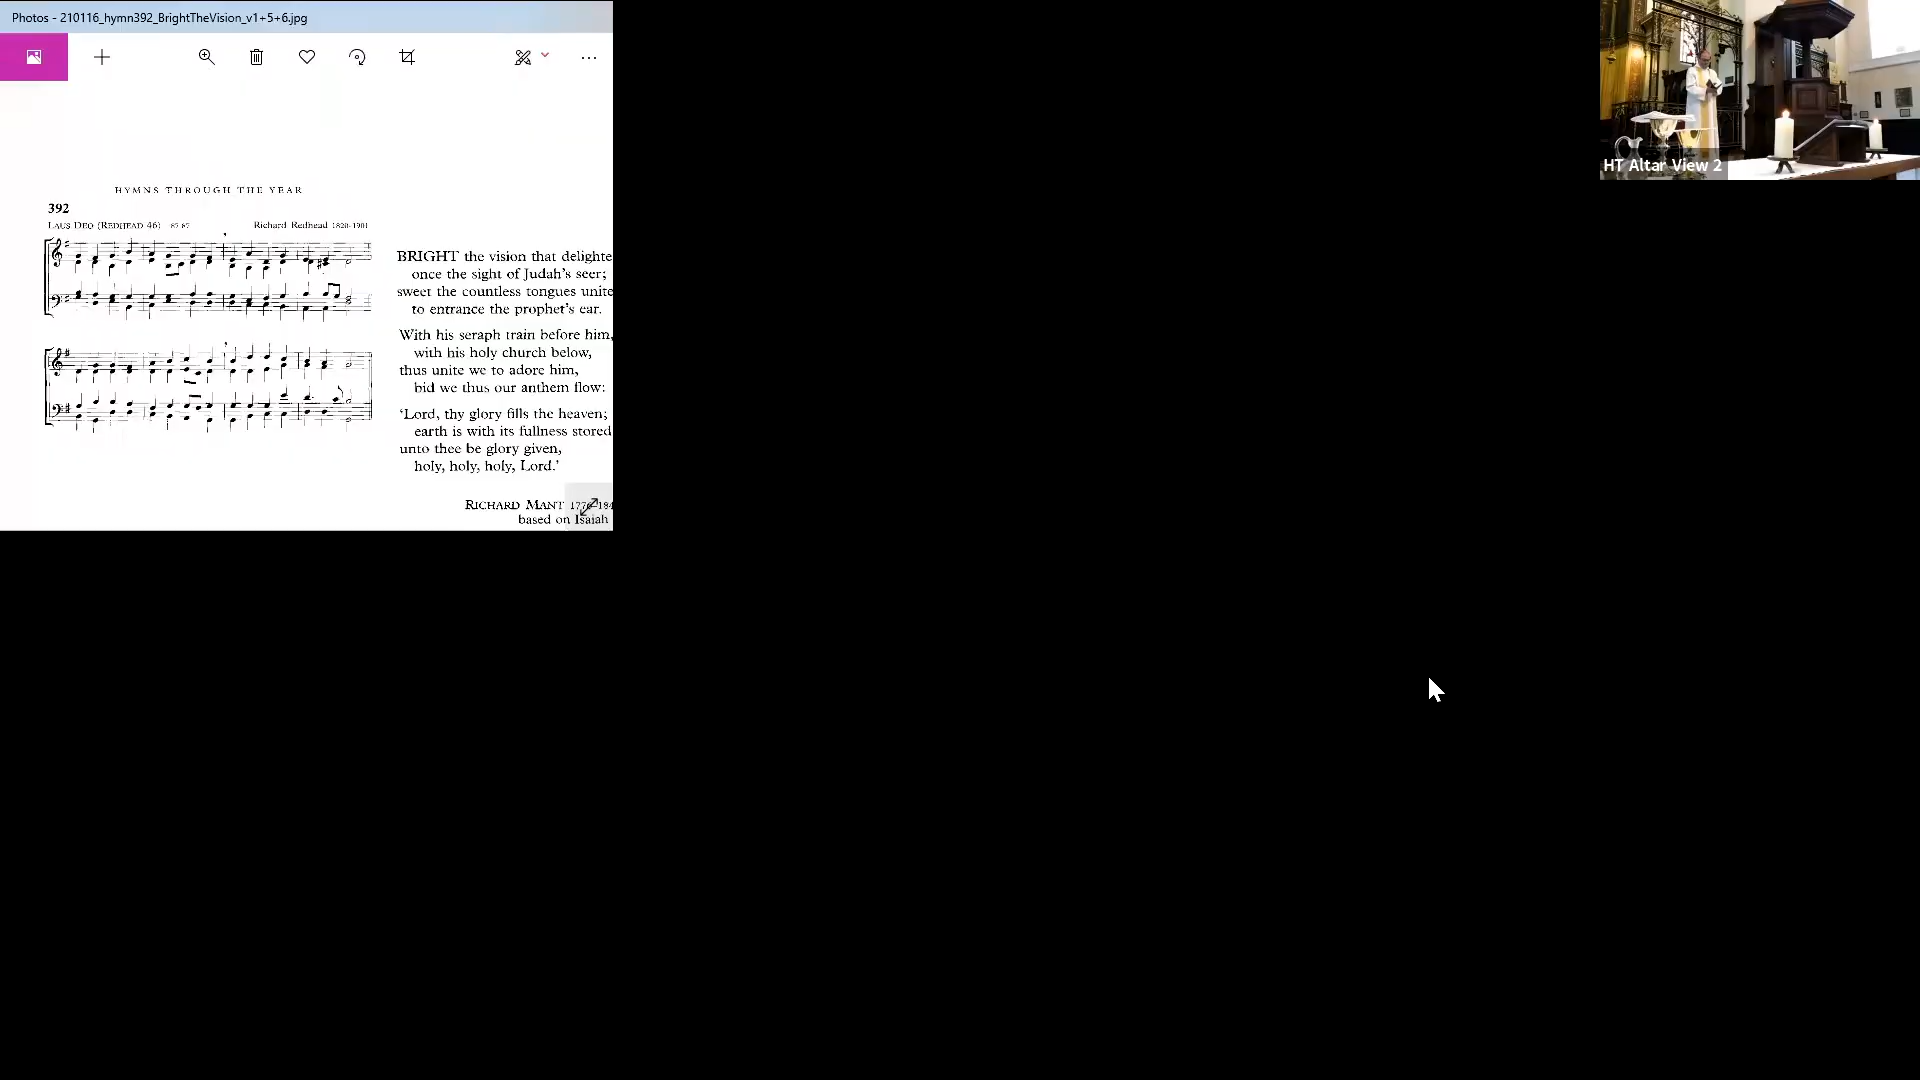 Photos - 210116_hymn392_BrightTheVision_v1+5+6.jpg
HYMNS THROUGH THE YEAR
392
LAUS DEO (REDHEAD 46) 87 87
Richard Redhead 1820-1901
BRIGHT the vision that delighte
once the sight of Judah's seer;
sweet the countless tongues unite
to entrance the prophet's ear.
With his seraph train before him,
with his holy church below,
thus unite we to adore him,
bid we thus our anthem flow:
'Lord, thy glory fills the heaven;
earth is with its fullness stored
unto thee be glory given,
holy, holy, holy, Lord.'
RICHARD MANT
based on Isaiah
HT Altar View 2